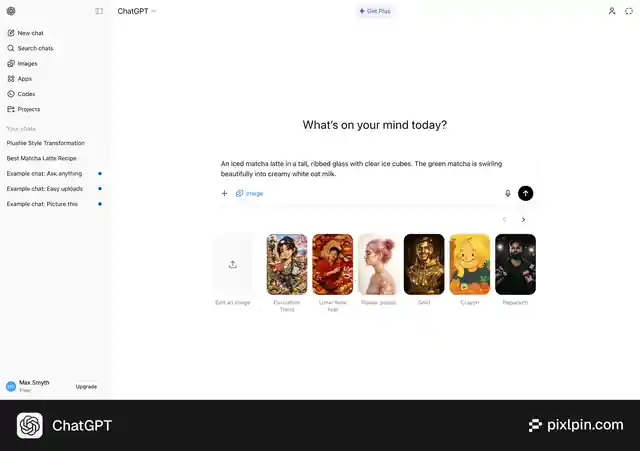 ChatGPT
Get Plus
New chat
Search chats
Images
Apps
Codex
Projects
Your chats
Plushie Style Transformation
Best Matcha Latte Recipe
Example chat: Ask anything
Example chat: Easy uploads
Example chat: Picture this
What's on your mind today?
An iced matcha latte in a tall, ribbed glass with clear ice cubes. The green matcha is swirling
beautifully into creamy white oat milk.
Image
Edit an image
Caricature
Trend
Lunar New
Year
Flower petals
Gold
Crayon
Paparazzi
Max Smyth
Free
Upgrade
ChatGPT
pixlpin.com